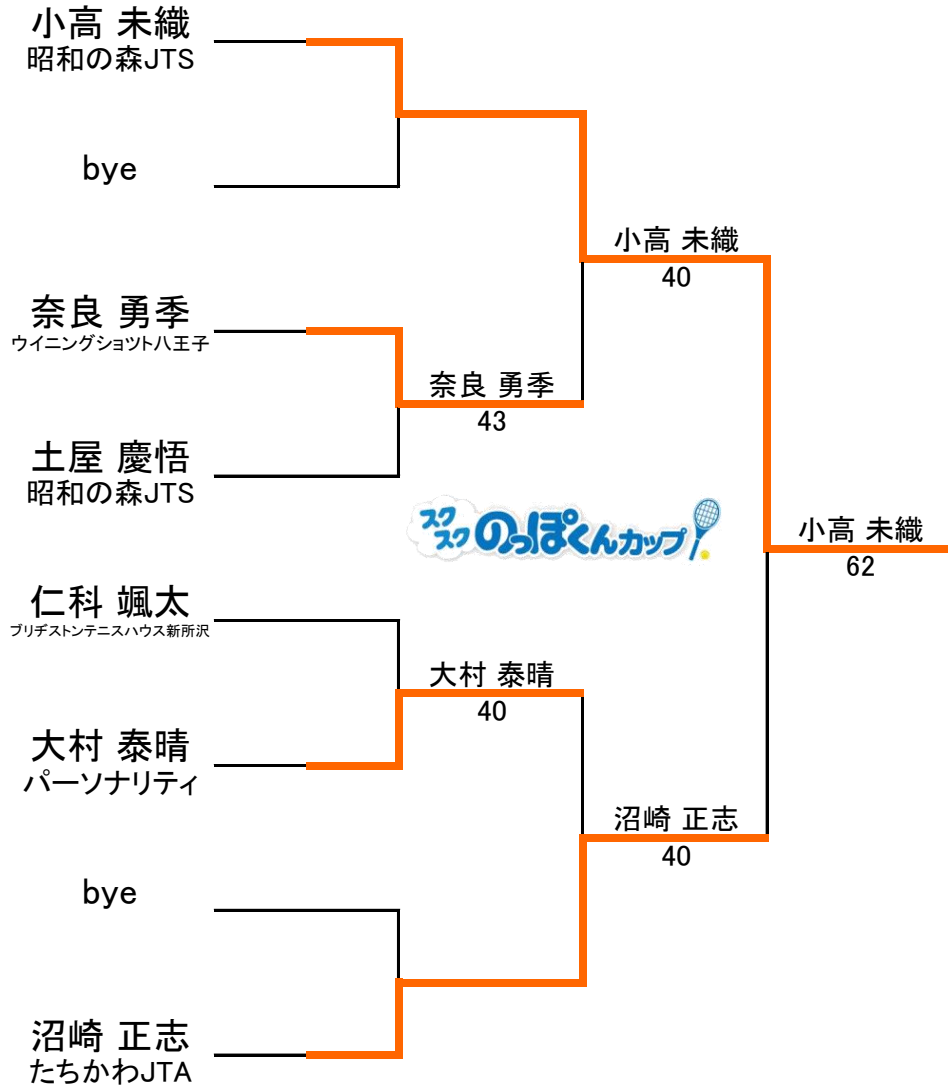 小高 未織
昭和の森JTS
bye
小高 未織
40
奈良 勇季
ウイニングショツト八王子
奈良 勇季
43
土屋 慶悟
昭和の森JTS
スク
スク のっぽくんカップ
小高 未織
62
仁科 颯太
ブリヂストンテニスハウス新所沢
大村 泰晴
40
大村 泰晴
パーソナリティ
沼崎 正志
40
bye
沼崎 正志
たちかわJTA